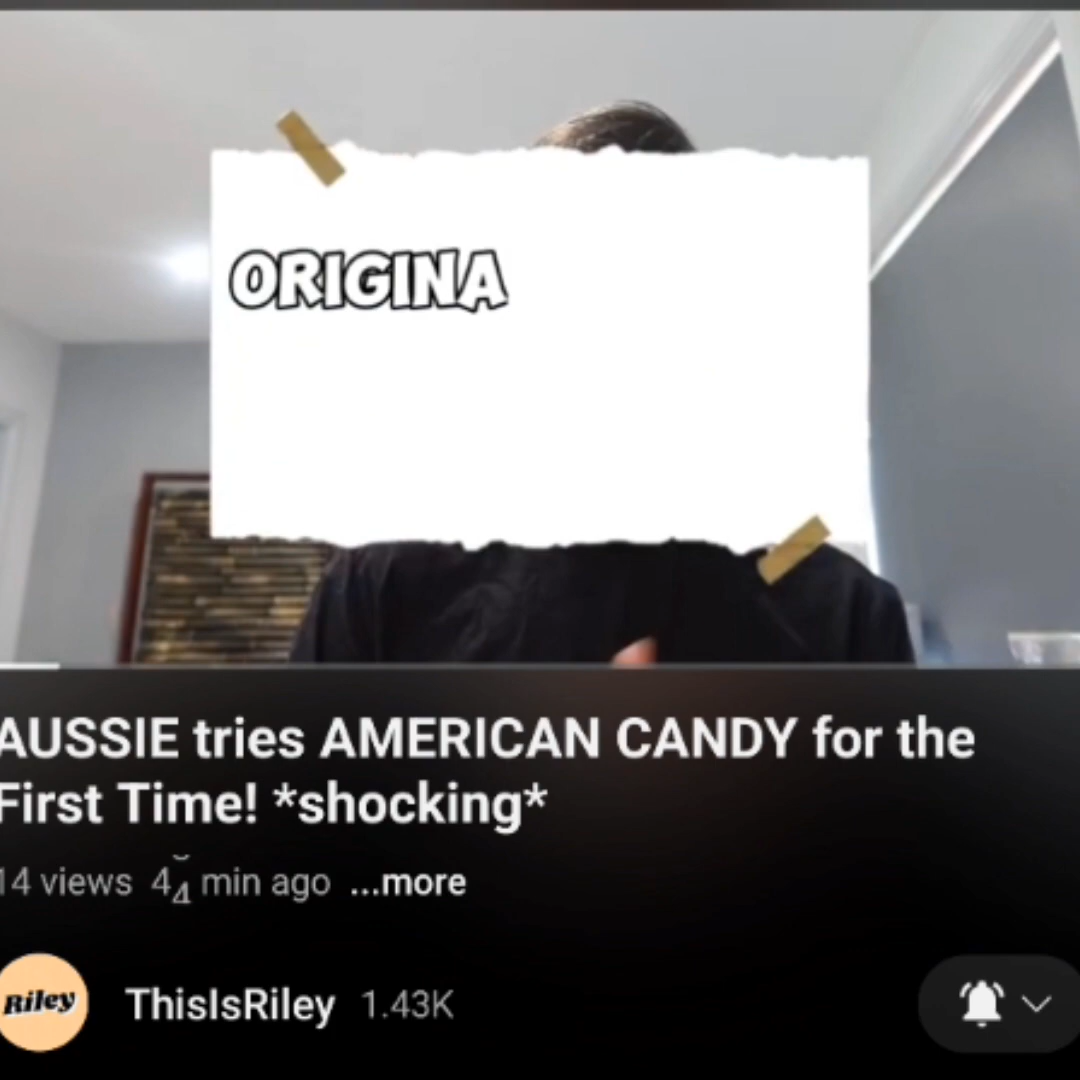 ORIGINA
AUSSIE tries AMERICAN CANDY for the
First Time! *shocking*
14 views min ago ...more
Riley ThisIsRiley 1.43K